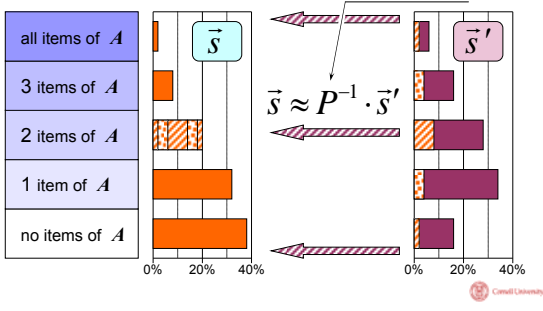 all items of A
3 items of A
2 items of A
1 item of A
no items of A
s⃗
s⃗ ′
s⃗ ≈ P⁻¹ · s⃗ ′
0% 20% 40%
0% 20% 40%
Cornell University